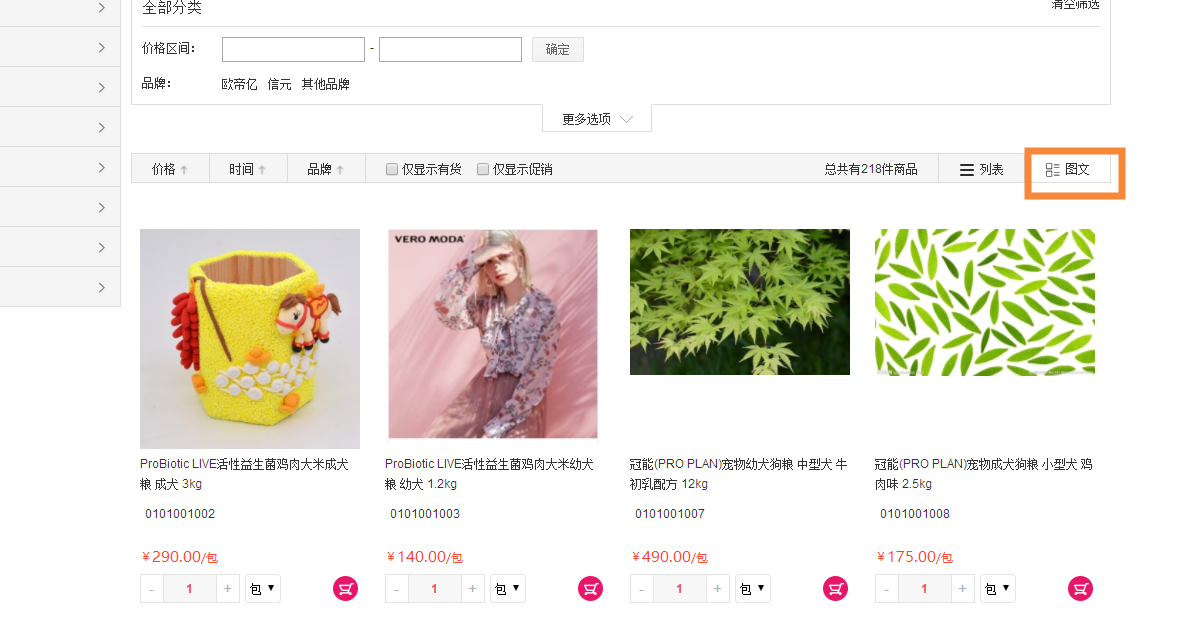 全部分类
清空筛选
价格区间： - 确定
品牌： 欧帝亿 信元 其他品牌
更多选项
价格 时间 品牌 仅显示有货 仅显示促销 总共有218件商品 列表 图文
VERO MODA
ProBiotic LIVE活性益生菌鸡肉大米成犬
粮 成犬 3kg
0101001002
¥290.00/包
- 1 + 包
ProBiotic LIVE活性益生菌鸡肉大米幼犬
粮 幼犬 1.2kg
0101001003
¥140.00/包
- 1 + 包
冠能(PRO PLAN)宠物幼犬狗粮 中型犬 牛
初乳配方 12kg
0101001007
¥490.00/包
- 1 + 包
冠能(PRO PLAN)宠物成犬狗粮 小型犬 鸡
肉味 2.5kg
0101001008
¥175.00/包
- 1 + 包